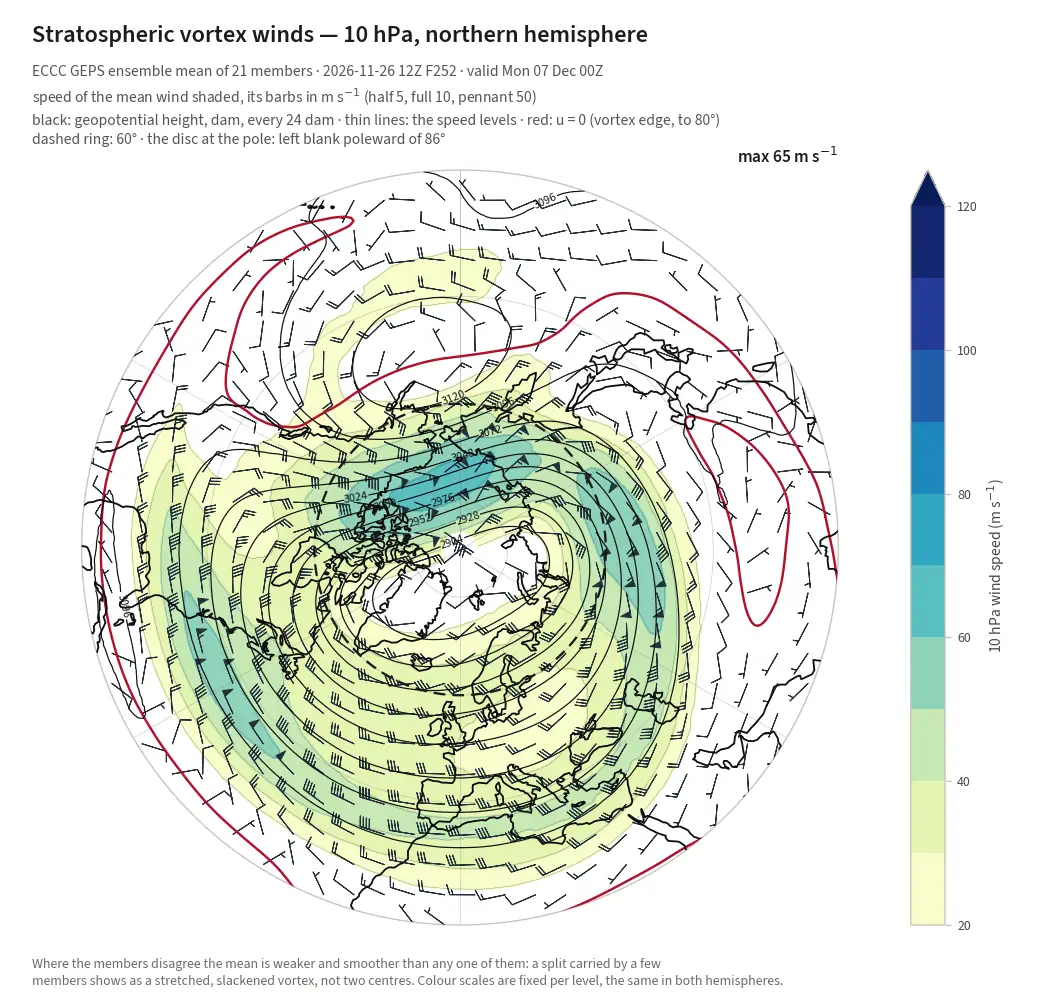 Stratospheric vortex winds — 10 hPa, northern hemisphere
ECCC GEPS ensemble mean of 21 members · 2026-11-26 12Z F252 · valid Mon 07 Dec 00Z
speed of the mean wind shaded, its barbs in m s⁻¹ (half 5, full 10, pennant 50)
black: geopotential height, dam, every 24 dam · thin lines: the speed levels · red: u = 0 (vortex edge, to 80°)
dashed ring: 60° · the disc at the pole: left blank poleward of 86°
max 65 m s⁻¹
3096
3120
3072
3048
3024
2976
2952
2928
2904
120
100
80
60
40
20
10 hPa wind speed (m s⁻¹)
Where the members disagree the mean is weaker and smoother than any one of them: a split carried by a few
members shows as a stretched, slackened vortex, not two centres. Colour scales are fixed per level, the same in both hemispheres.